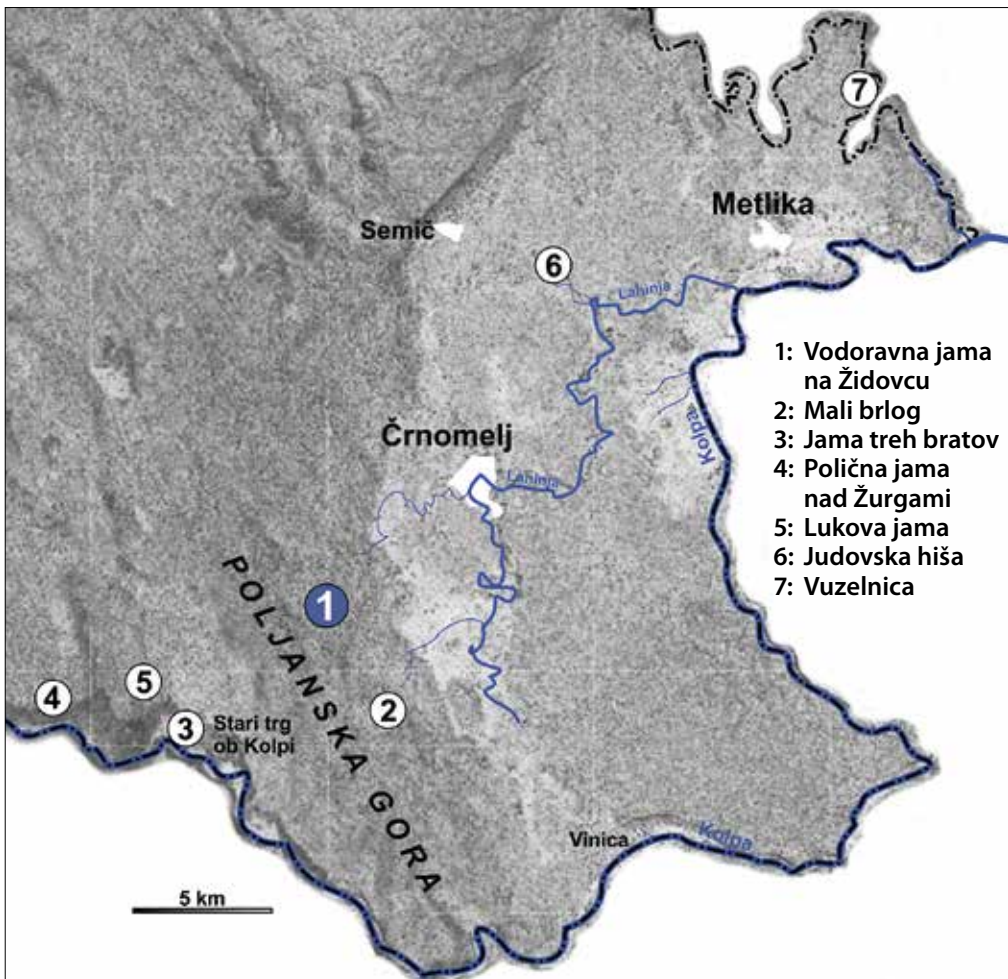 7
Metlika
Semič
6
Lahinja
1: Vodoravna jama
na Židovcu
2: Mali brlog
3: Jama treh bratov
4: Polična jama
nad Žurgami
5: Lukova jama
6: Judovska hiša
7: Vuzelnica
Kolpa
Črnomelj
Lahinja
1
POLJANSKA GORA
5
4
2
3
Stari trg
ob Kolpi
Vinica
Kolpa
5 km